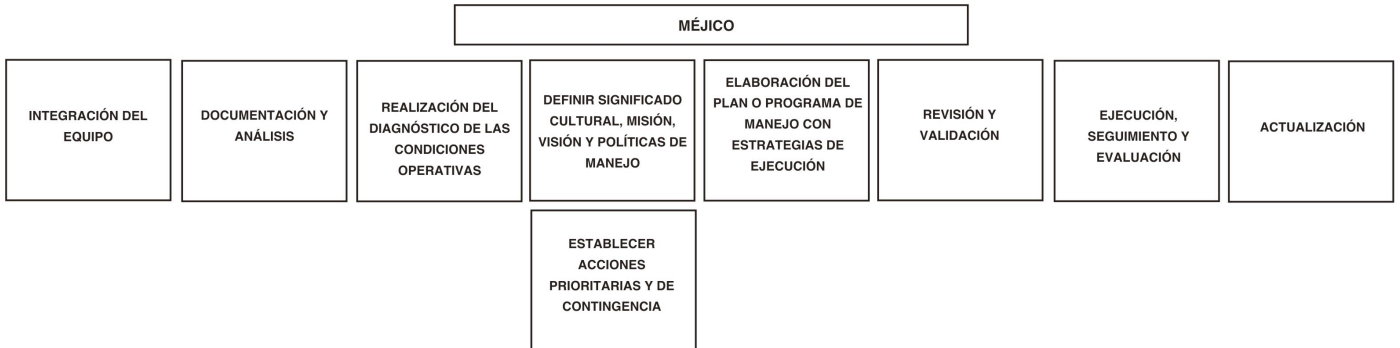 MÉJICO
INTEGRACIÓN DEL
EQUIPO
DOCUMENTACIÓN Y
ANÁLISIS
REALIZACIÓN DEL
DIAGNÓSTICO DE LAS
CONDICIONES
OPERATIVAS
DEFINIR SIGNIFICADO
CULTURAL, MISIÓN,
VISIÓN Y POLÍTICAS DE
MANEJO
ELABORACIÓN DEL
PLAN O PROGRAMA DE
MANEJO CON
ESTRATEGIAS DE
EJECUCIÓN
REVISIÓN Y
VALIDACIÓN
EJECUCIÓN,
SEGUIMIENTO Y
EVALUACIÓN
ACTUALIZACIÓN
ESTABLECER
ACCIONES
PRIORITARIAS Y DE
CONTINGENCIA